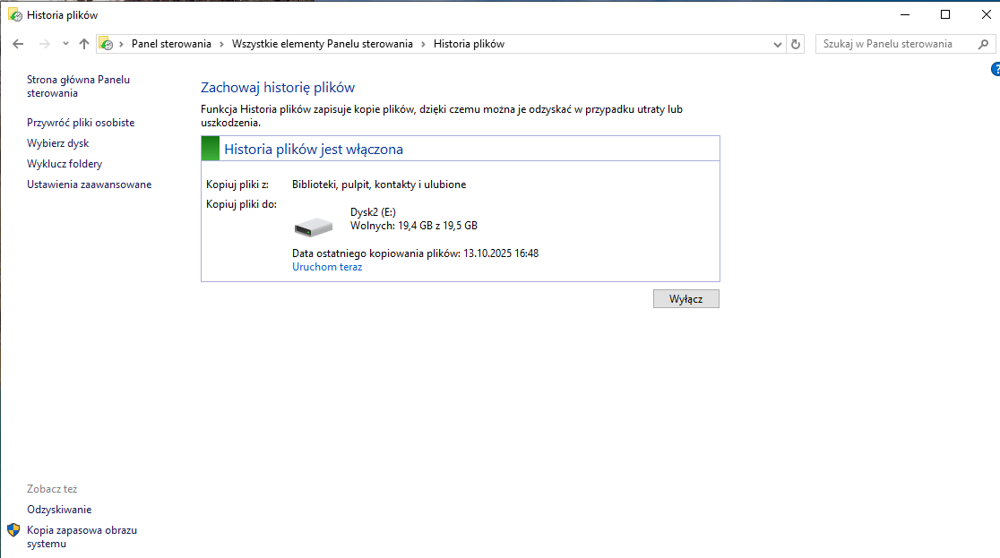 Historia plików
Panel sterowania > Wszystkie elementy Panelu sterowania > Historia plików
Szukaj w Panelu sterowania
Strona główna Panelu
sterowania
Przywróć pliki osobiste
Wybierz dysk
Wyklucz foldery
Ustawienia zaawansowane
Zachowaj historię plików
Funkcja Historia plików zapisuje kopie plików, dzięki czemu można je odzyskać w przypadku utraty lub
uszkodzenia.
Historia plików jest włączona
Kopiuj pliki z: Biblioteki, pulpit, kontakty i ulubione
Kopiuj pliki do:
Dysk2 (E:)
Wolnych: 19,4 GB z 19,5 GB
Data ostatniego kopiowania plików: 13.10.2025 16:48
Uruchom teraz
Wyłącz
Zobacz też
Odzyskiwanie
Kopia zapasowa obrazu
systemu